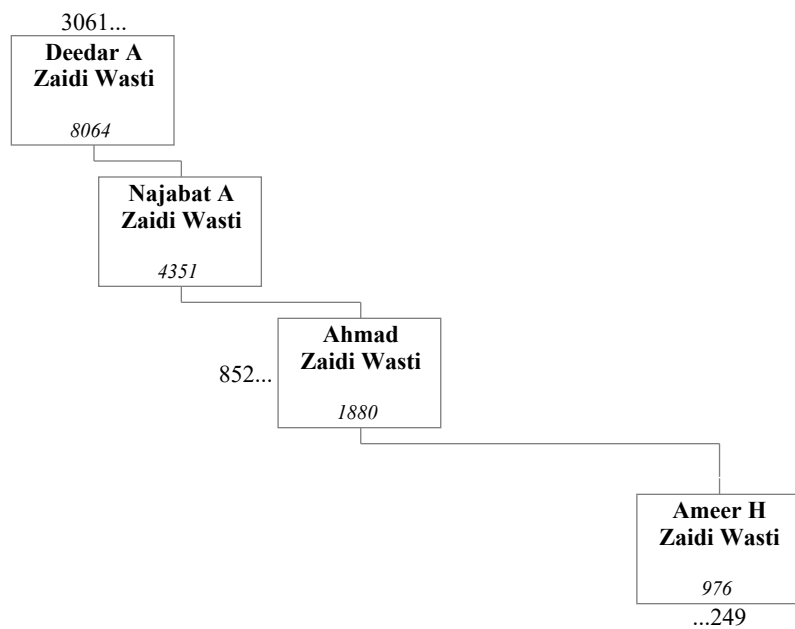 3061...
Deedar A
Zaidi Wasti
8064
Najabat A
Zaidi Wasti
4351
Ahmad
Zaidi Wasti
852...
1880
Ameer H
Zaidi Wasti
976
...249